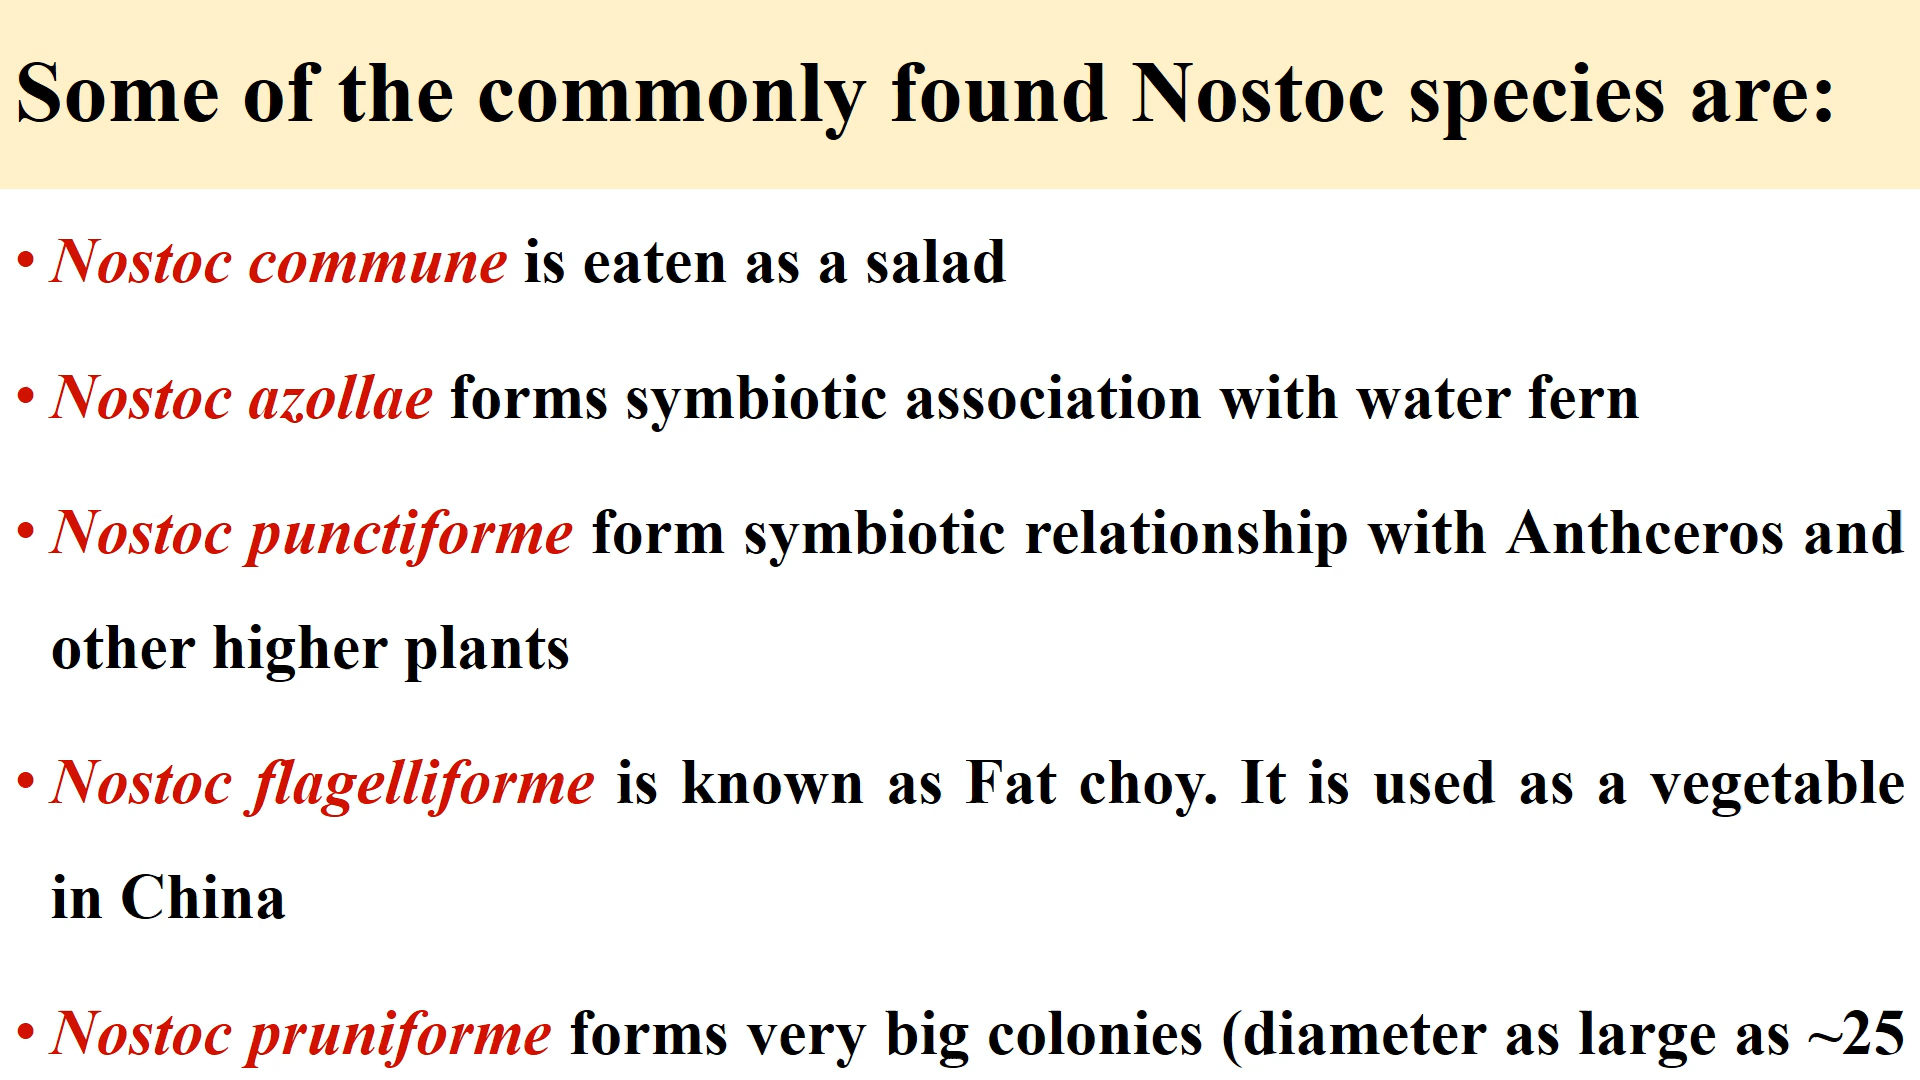 Some of the commonly found Nostoc species are:
• Nostoc commune is eaten as a salad
• Nostoc azollae forms symbiotic association with water fern
• Nostoc punctiforme form symbiotic relationship with Anthceros and
other higher plants
• Nostoc flagelliforme is known as Fat choy. It is used as a vegetable
in China
• Nostoc pruniforme forms very big colonies (diameter as large as ~25